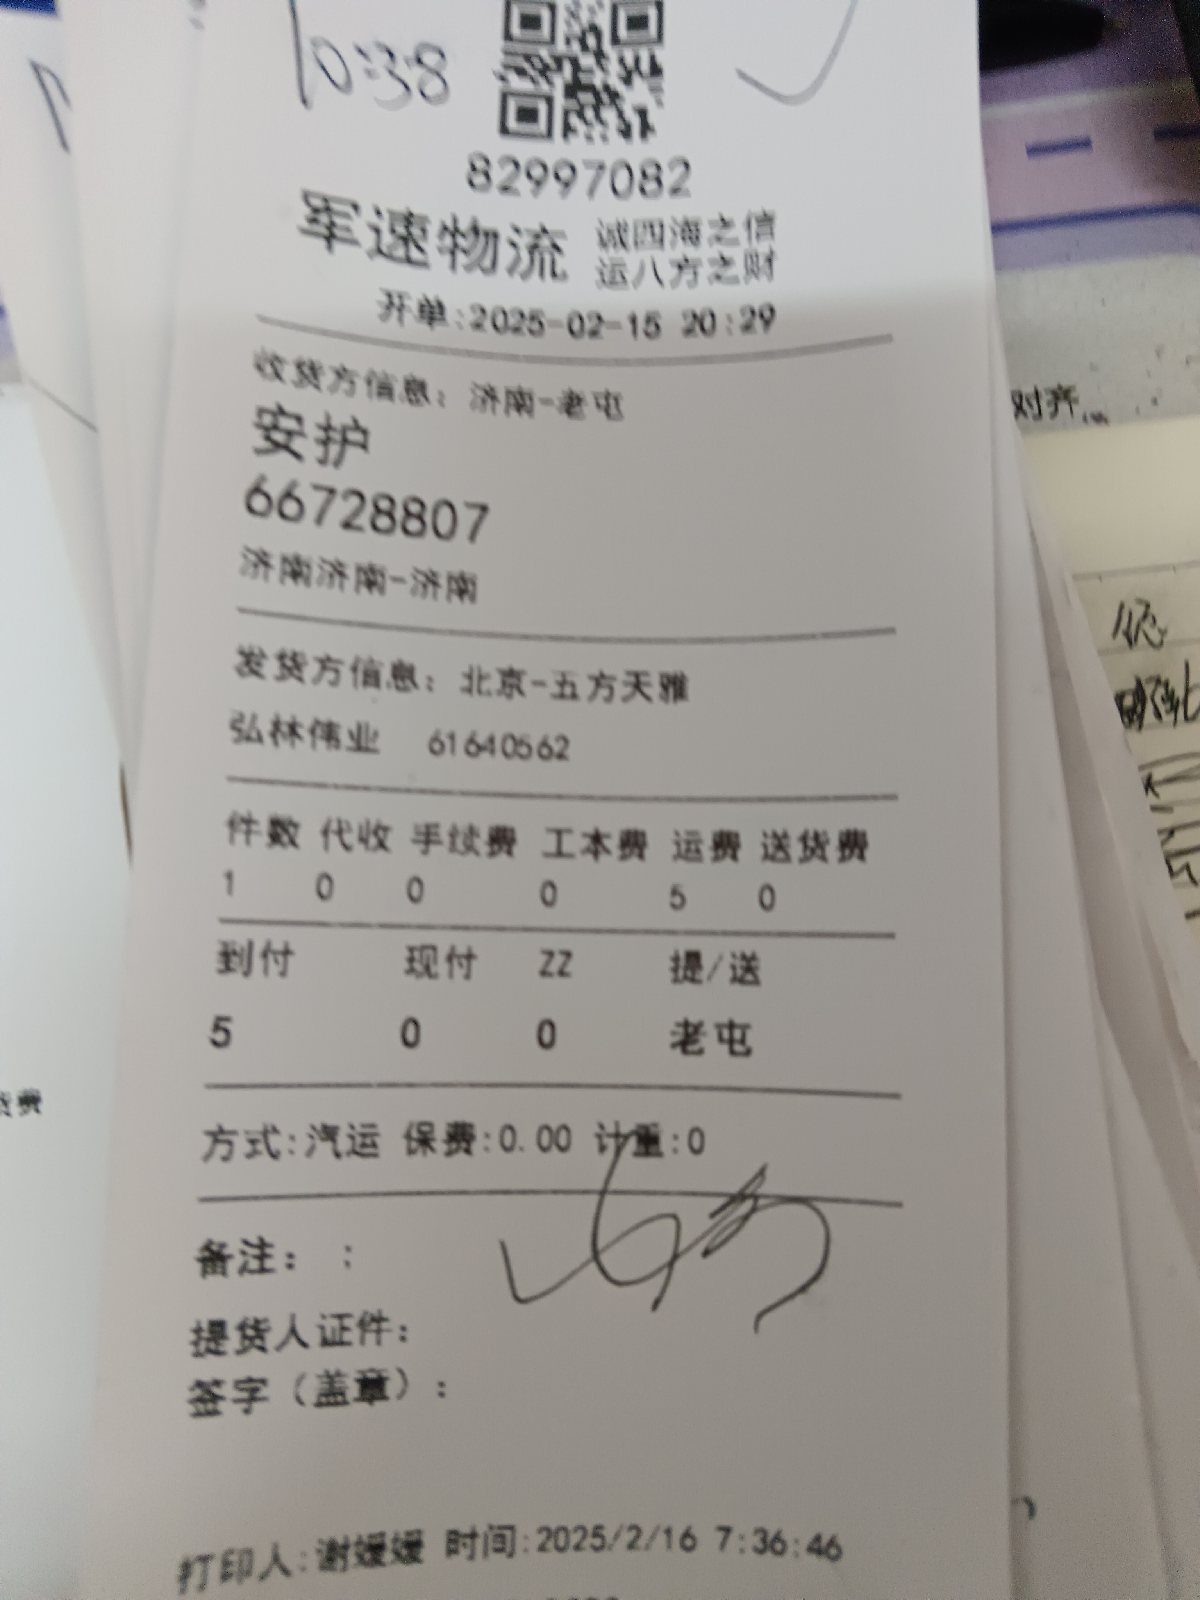 10:38
82997082
军速物流 诚四海之信
运八方之财
开单:2025-02-15 20:29
收货方信息: 济南-老屯
安护
66728807
济南济南-济南
发货方信息: 北京-五方天雅
弘林伟业 61640562
件数 代收 手续费 工本费 运费 送货费
1 0 0 0 5 0
到付 现付 ZZ 提/送
5 0 0 老屯
方式:汽运 保费:0.00 计重:0
备注: ;
提货人证件:
签字(盖章):
打印人:谢媛媛 时间:2025/2/16 7:36:46
对齐
货费